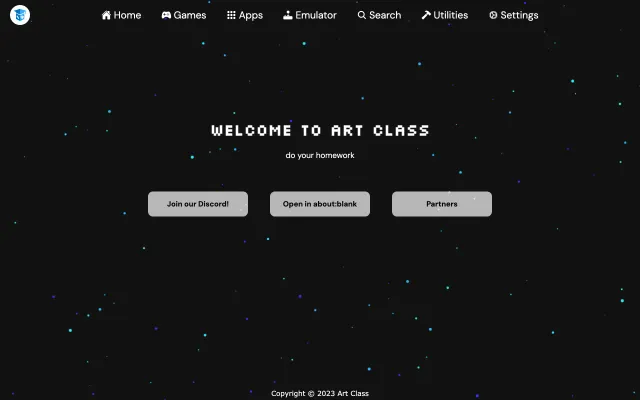 Home Games Apps Emulator Search Utilities Settings
WELCOME TO ART CLASS
do your homework
Join our Discord! Open in about:blank Partners
Copyright © 2023 Art Class